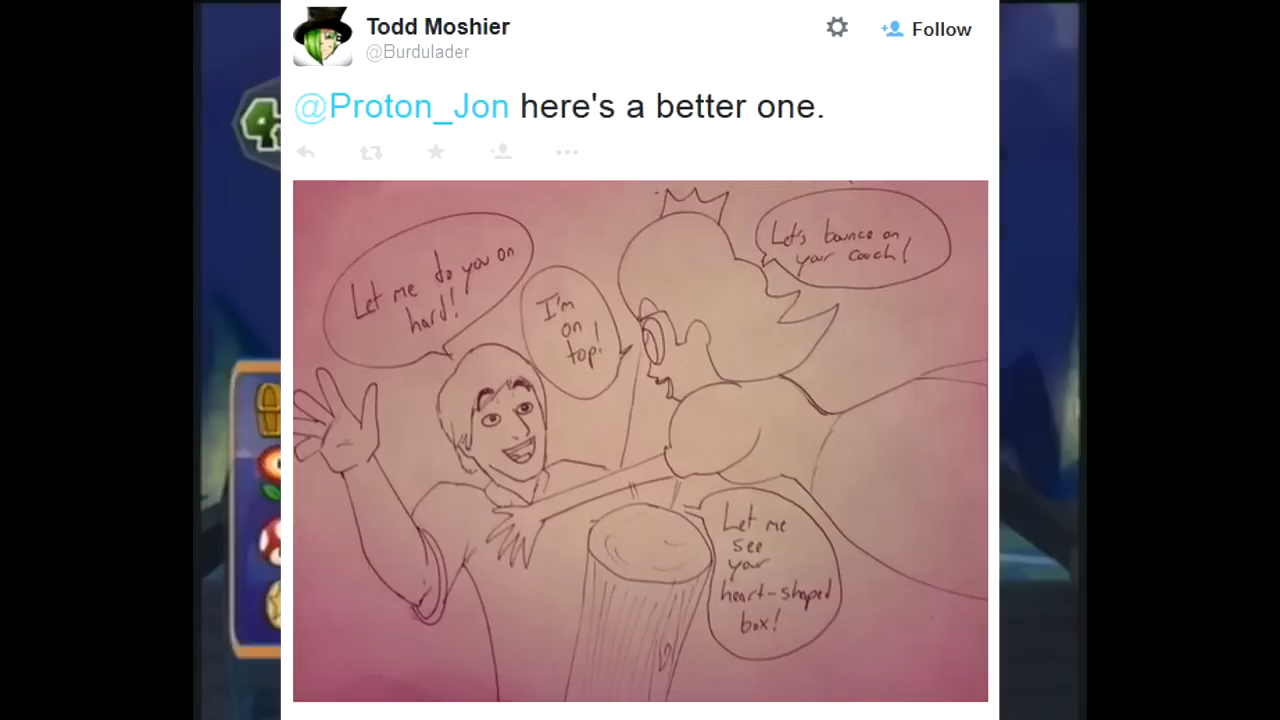 Todd Moshier
@Burdulader
Follow
@Proton_Jon here's a better one.
4
Let me do you on
hard!
I'm
on
top!
Let's bounce on
your couch!
Let me
see
your
heart-shaped
box!